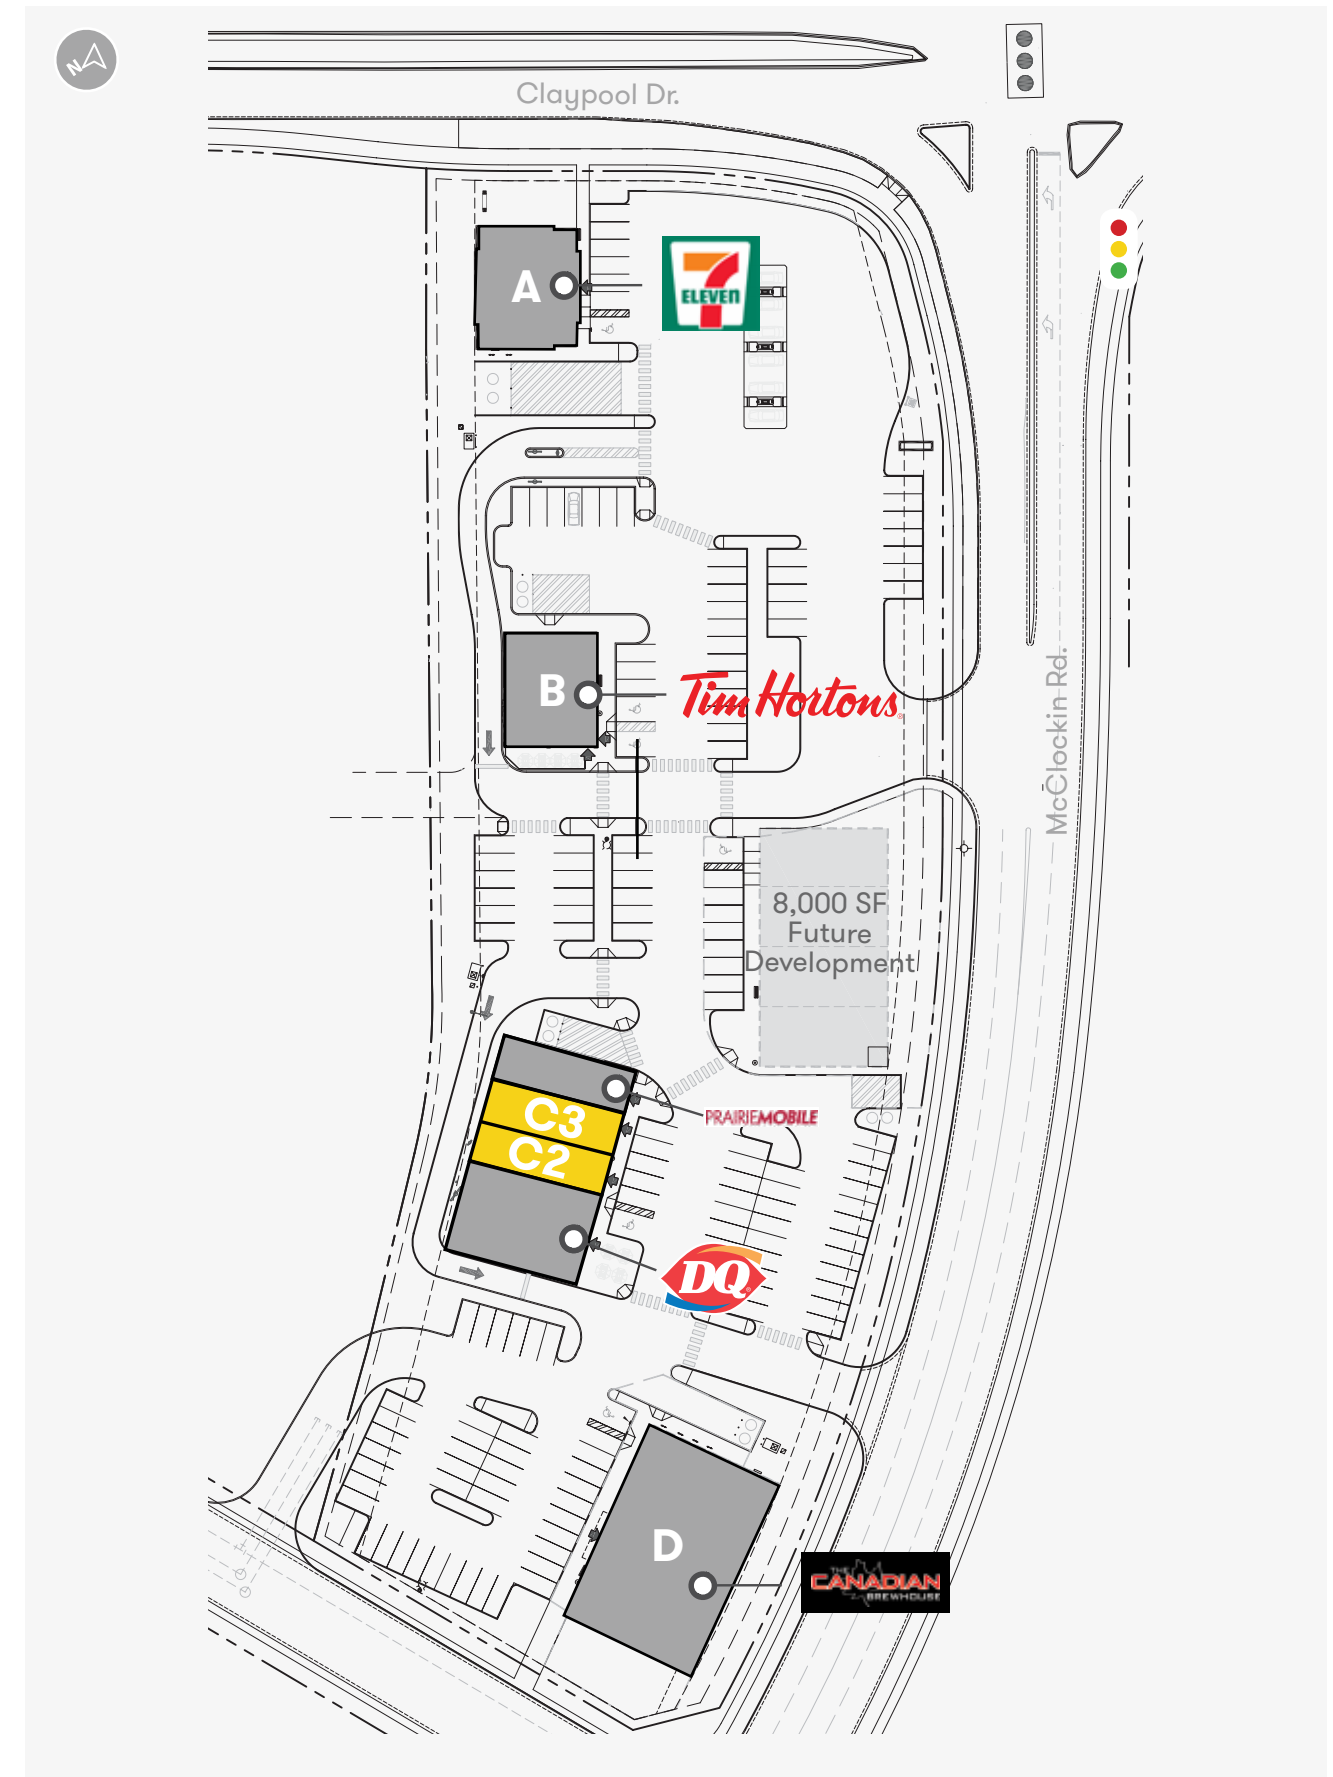 N
Claypool Dr.
A
7
ELEVEN
B
Tim Hortons
McClockin Rd.
8,000 SF
Future
Development
C3
PRAIRIEMOBILE
C2
DQ
D
THE
CANADIAN
BREWHOUSE